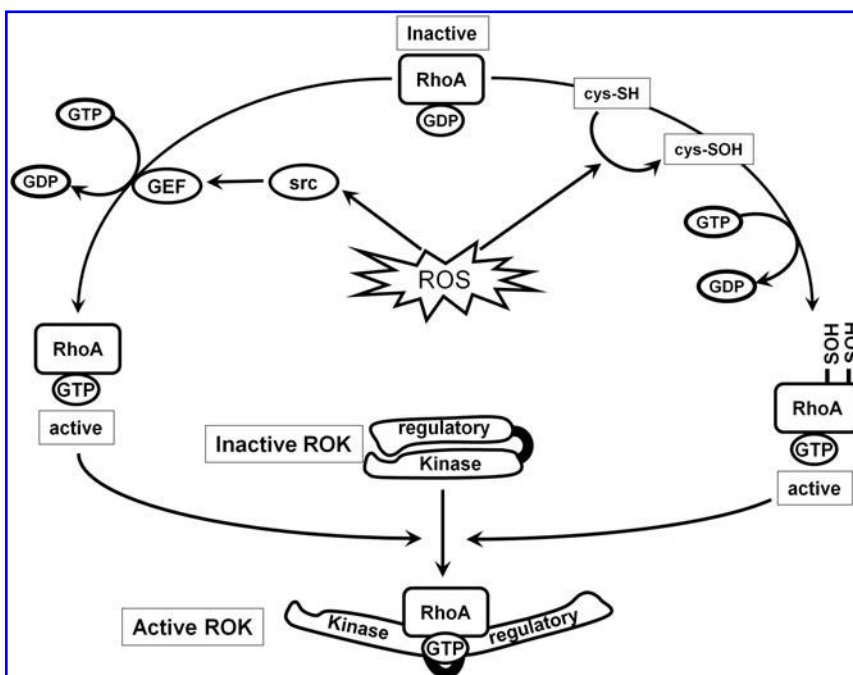 Inactive
RhoA
GDP
cys-SH
cys-SOH
GTP
GDP
GEF
src
ROS
GTP
GDP
RhoA
GTP
active
SOH
SOH
RhoA
GTP
active
Inactive ROK
regulatory
Kinase
Active ROK
Kinase
RhoA
GTP
regulatory